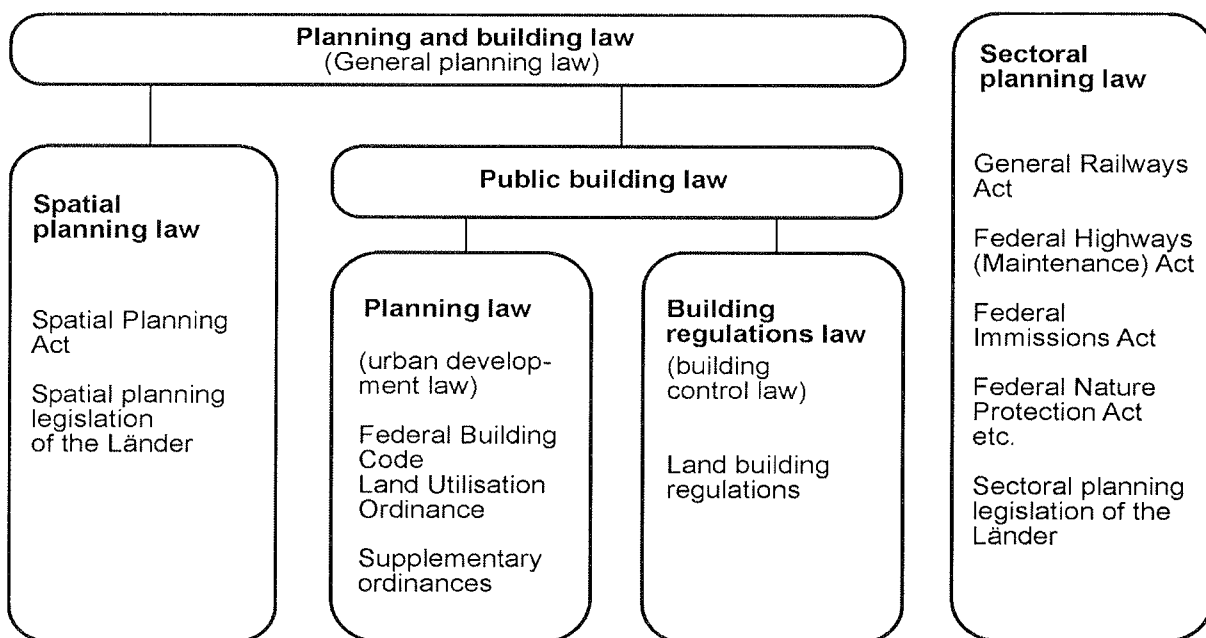 Planning and building law
(General planning law)
Spatial
planning law
Spatial Planning
Act
Spatial planning
legislation
of the Länder
Public building law
Planning law
(urban develop-
ment law)
Federal Building
Code
Land Utilisation
Ordinance
Supplementary
ordinances
Building
regulations law
(building
control law)
Land building
regulations
Sectoral
planning law
General Railways
Act
Federal Highways
(Maintenance) Act
Federal
Immissions Act
Federal Nature
Protection Act
etc.
Sectoral planning
legislation of the
Länder